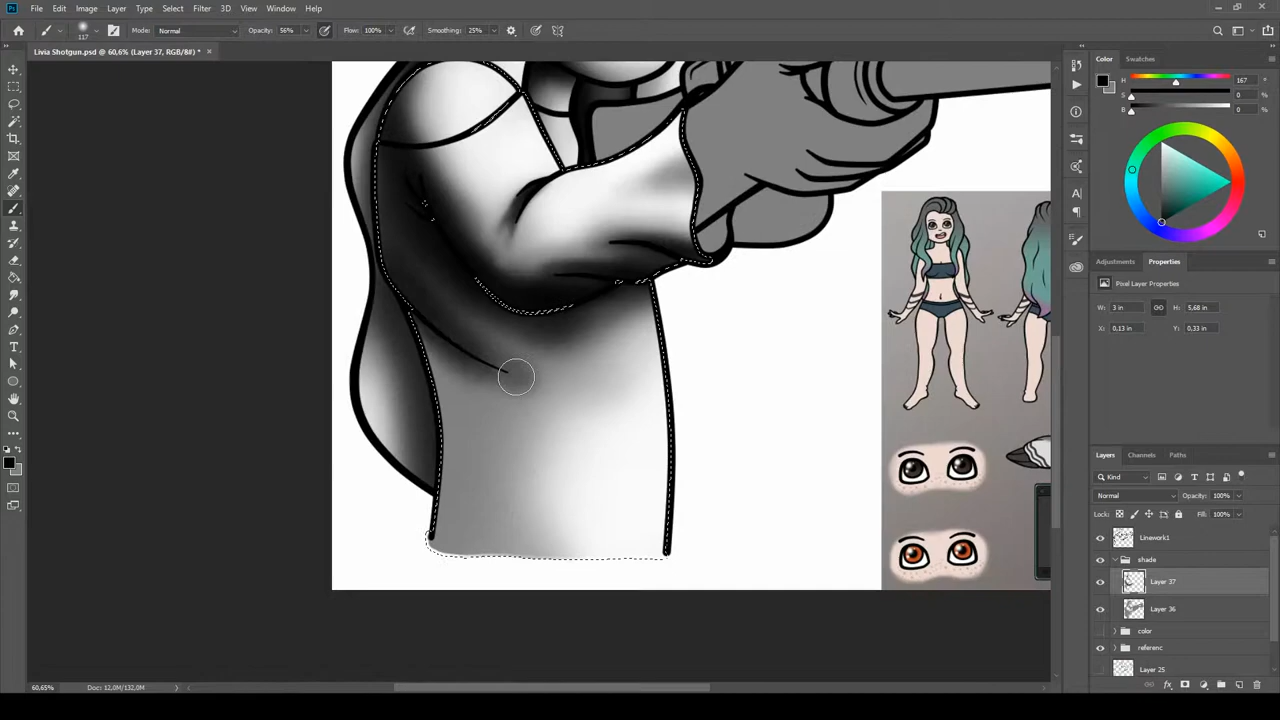 Ps File Edit Image Layer Type Select Filter 3D View Window Help
117 Mode: Normal Opacity: 56% Flow: 100% Smoothing: 25%
Livia Shotgun.psd @ 60,6% (Layer 37, RGB/8#) * ×
Color Swatches
H 167 °
S 0 %
B 0 %
Adjustments Properties
Pixel Layer Properties
W: 3 in H: 5,68 in
X: 0,13 in Y: 0,33 in
Layers Channels Paths
Kind
Normal Opacity: 100%
Lock: Fill: 100%
Linework1
shade
Layer 37
Layer 36
color
referenc
Layer 25
60,65% Doc: 12,0M/132,0M